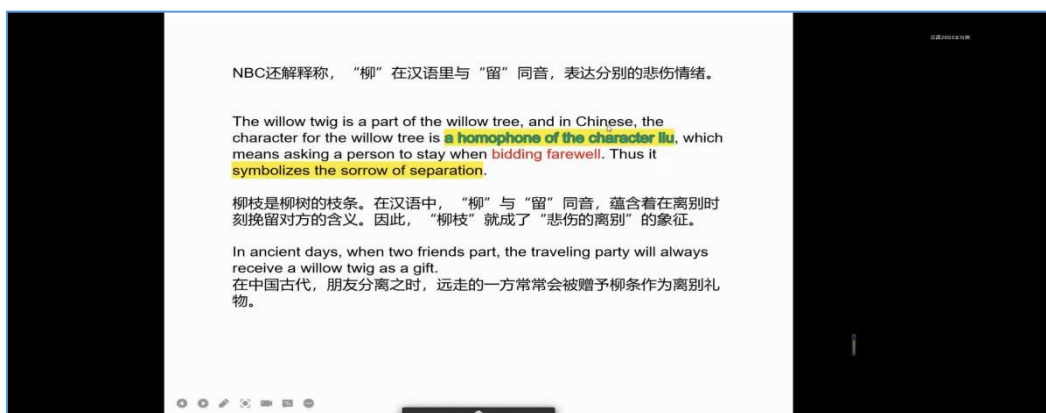 NBC还解释称，“柳”在汉语里与“留”同音，表达分别的悲伤情绪。
The willow twig is a part of the willow tree, and in Chinese, the
character for the willow tree is a homophone of the character liu, which
means asking a person to stay when bidding farewell. Thus it
symbolizes the sorrow of separation.
柳枝是柳树的枝条。在汉语中，“柳”与“留”同音，蕴含着在离别时
刻挽留对方的含义。因此，“柳枝”就成了“悲伤的离别”的象征。
In ancient days, when two friends part, the traveling party will always
receive a willow twig as a gift.
在中国古代，朋友分离之时，远走的一方常常会被赠予柳条作为离别礼
物。